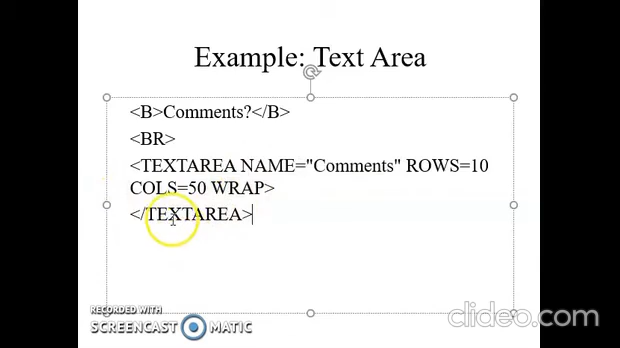 Example: Text Area
<B>Comments?</B>
<BR>
<TEXTAREA NAME="Comments" ROWS=10
COLS=50 WRAP>
</TEXTAREA>
RECORDED WITH
SCREENCAST MATIC
clideo.com